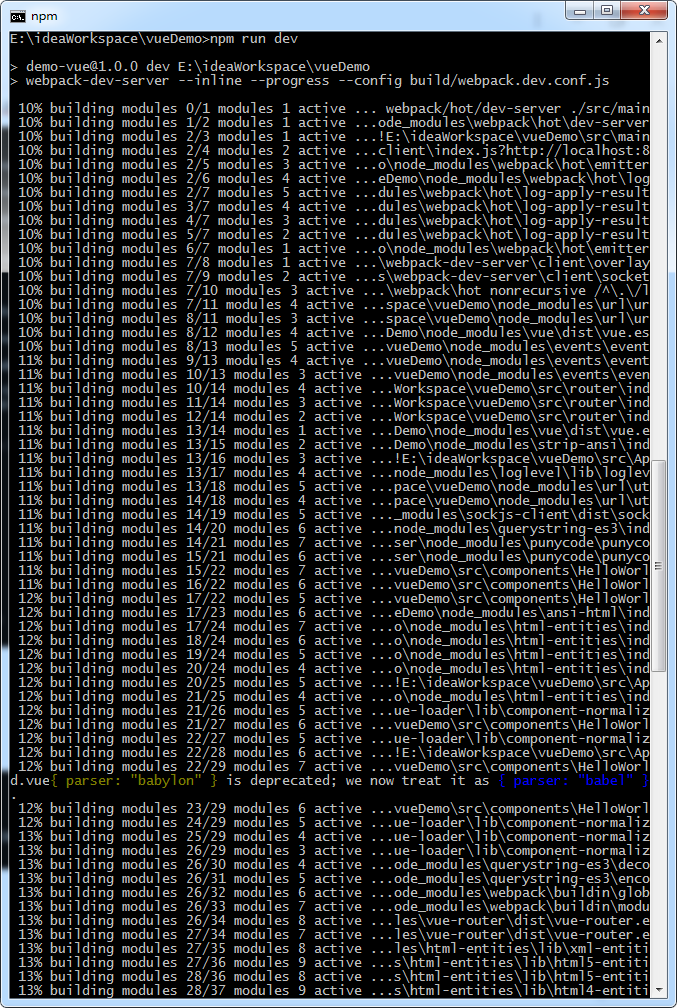 npm
E:\ideaWorkspace\vueDemo>npm run dev
> demo-vue@1.0.0 dev E:\ideaWorkspace\vueDemo
> webpack-dev-server --inline --progress --config build/webpack.dev.conf.js
10% building modules 0/1 modules 1 active ... webpack/hot/dev-server ./src/main
10% building modules 1/2 modules 1 active ...ode_modules\webpack\hot\dev-server
10% building modules 2/3 modules 1 active ...!E:\ideaWorkspace\vueDemo\src\main
10% building modules 2/4 modules 2 active ...client\index.js?http://localhost:8
10% building modules 2/5 modules 3 active ...o\node_modules\webpack\hot\emitter
10% building modules 2/6 modules 4 active ...eDemo\node_modules\webpack\hot\log
10% building modules 2/7 modules 5 active ...dules\webpack\hot\log-apply-result
10% building modules 3/7 modules 4 active ...dules\webpack\hot\log-apply-result
10% building modules 4/7 modules 3 active ...dules\webpack\hot\log-apply-result
10% building modules 5/7 modules 2 active ...dules\webpack\hot\log-apply-result
10% building modules 6/7 modules 1 active ...o\node_modules\webpack\hot\emitter
10% building modules 7/8 modules 1 active ...\webpack-dev-server\client\overlay
10% building modules 7/9 modules 2 active ...s\webpack-dev-server\client\socket
10% building modules 7/10 modules 3 active ...\webpack\hot nonrecursive /^\.\/l
10% building modules 7/11 modules 4 active ...space\vueDemo\node_modules\url\ur
10% building modules 8/11 modules 3 active ...space\vueDemo\node_modules\url\ur
10% building modules 8/12 modules 4 active ...Demo\node_modules\vue\dist\vue.es
10% building modules 8/13 modules 5 active ...vueDemo\node_modules\events\event
11% building modules 9/13 modules 4 active ...vueDemo\node_modules\events\event
11% building modules 10/13 modules 3 active ...vueDemo\node_modules\events\even
11% building modules 10/14 modules 4 active ...Workspace\vueDemo\src\router\ind
11% building modules 11/14 modules 3 active ...Workspace\vueDemo\src\router\ind
11% building modules 12/14 modules 2 active ...Workspace\vueDemo\src\router\ind
11% building modules 13/14 modules 1 active ...Demo\node_modules\vue\dist\vue.e
11% building modules 13/15 modules 2 active ...Demo\node_modules\strip-ansi\ind
11% building modules 13/16 modules 3 active ...!E:\ideaWorkspace\vueDemo\src\Ap
11% building modules 13/17 modules 4 active ...node_modules\loglevel\lib\loglev
11% building modules 13/18 modules 5 active ...pace\vueDemo\node_modules\url\ut
11% building modules 14/18 modules 4 active ...pace\vueDemo\node_modules\url\ut
11% building modules 14/19 modules 5 active ..._modules\sockjs-client\dist\sock
11% building modules 14/20 modules 6 active ...node_modules\querystring-es3\ind
11% building modules 14/21 modules 7 active ...ser\node_modules\punycode\punyco
11% building modules 15/21 modules 6 active ...ser\node_modules\punycode\punyco
11% building modules 15/22 modules 7 active ...vueDemo\src\components\HelloWorl
11% building modules 16/22 modules 6 active ...vueDemo\src\components\HelloWorl
12% building modules 17/22 modules 5 active ...vueDemo\src\components\HelloWorl
12% building modules 17/23 modules 6 active ...eDemo\node_modules\ansi-html\ind
12% building modules 17/24 modules 7 active ...o\node_modules\html-entities\ind
12% building modules 18/24 modules 6 active ...o\node_modules\html-entities\ind
12% building modules 19/24 modules 5 active ...o\node_modules\html-entities\ind
12% building modules 20/24 modules 4 active ...o\node_modules\html-entities\ind
12% building modules 20/25 modules 5 active ...!E:\ideaWorkspace\vueDemo\src\Ap
12% building modules 21/25 modules 4 active ...o\node_modules\html-entities\ind
12% building modules 21/26 modules 5 active ...ue-loader\lib\component-normaliz
12% building modules 21/27 modules 6 active ...vueDemo\src\components\HelloWorl
12% building modules 22/27 modules 5 active ...ue-loader\lib\component-normaliz
12% building modules 22/28 modules 6 active ...!E:\ideaWorkspace\vueDemo\src\Ap
12% building modules 22/29 modules 7 active ...vueDemo\src\components\HelloWorl
d.vue{ parser: "babylon" } is deprecated; we now treat it as { parser: "babel" }
.
12% building modules 23/29 modules 6 active ...vueDemo\src\components\HelloWorl
12% building modules 24/29 modules 5 active ...ue-loader\lib\component-normaliz
13% building modules 25/29 modules 4 active ...ue-loader\lib\component-normaliz
13% building modules 26/29 modules 3 active ...ue-loader\lib\component-normaliz
13% building modules 26/30 modules 4 active ...ode_modules\querystring-es3\deco
13% building modules 26/31 modules 5 active ...ode_modules\querystring-es3\enco
13% building modules 26/32 modules 6 active ...ode_modules\webpack\buildin\glob
13% building modules 26/33 modules 7 active ...ode_modules\webpack\buildin\modu
13% building modules 26/34 modules 8 active ...les\vue-router\dist\vue-router.e
13% building modules 27/34 modules 7 active ...les\vue-router\dist\vue-router.e
13% building modules 27/35 modules 8 active ...les\html-entities\lib\xml-entiti
13% building modules 27/36 modules 9 active ...s\html-entities\lib\html5-entiti
13% building modules 28/36 modules 8 active ...s\html-entities\lib\html5-entiti
13% building modules 28/37 modules 9 active ...s\html-entities\lib\html4-entiti